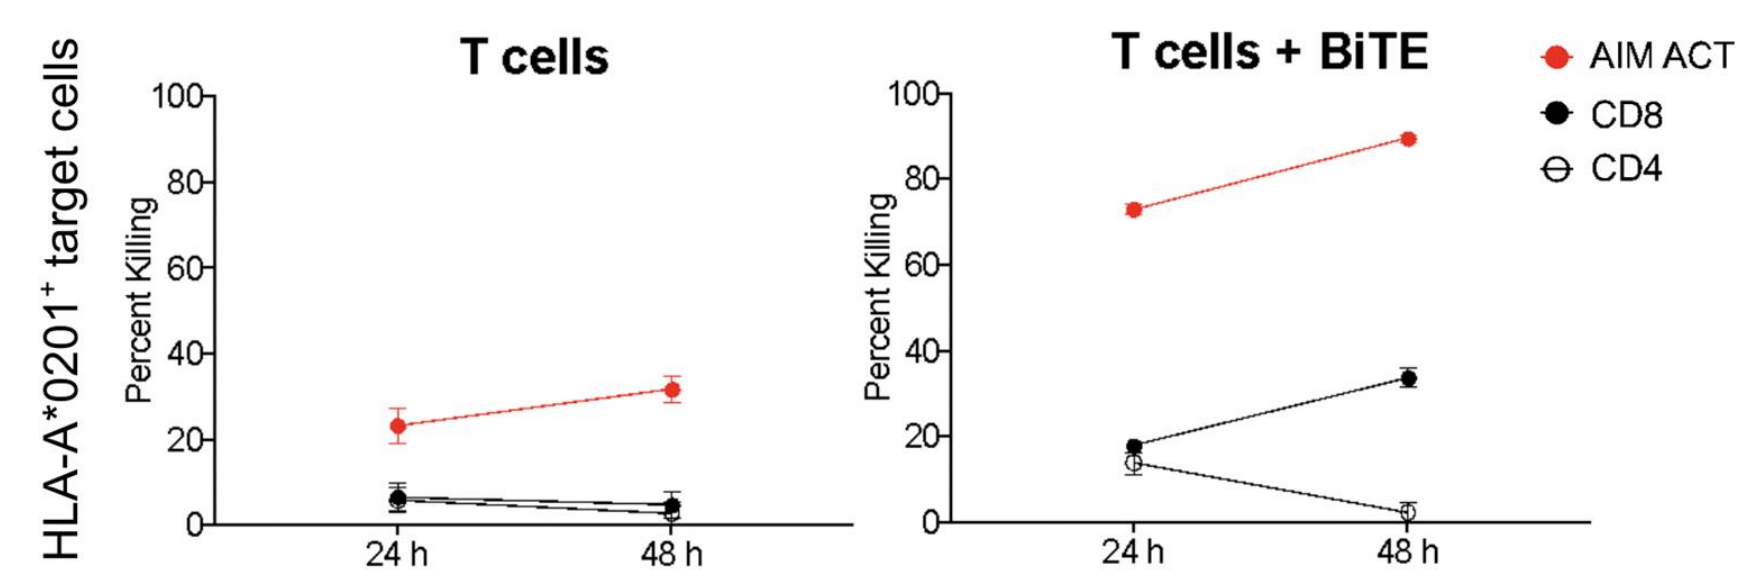 HLA-A*0201+ target cells
T cells
Percent Killing
100
80
60
40
20
0
24 h
48 h
T cells + BiTE
Percent Killing
100
80
60
40
20
0
24 h
48 h
AIM ACT
CD8
CD4